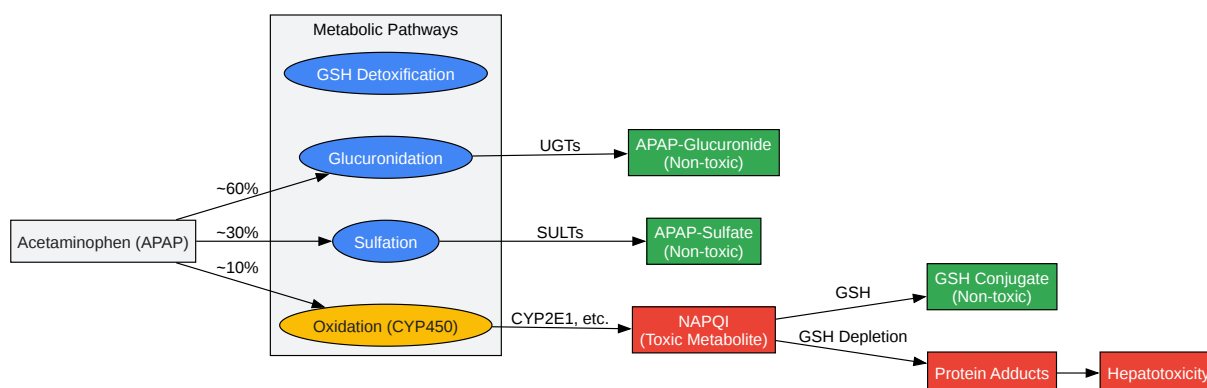 Metabolic Pathways
GSH Detoxification
Glucuronidation
UGTs
APAP-Glucuronide
(Non-toxic)
~60%
Acetaminophen (APAP)
~30%
Sulfation
SULTs
APAP-Sulfate
(Non-toxic)
~10%
Oxidation (CYP450)
CYP2E1, etc.
NAPQI
(Toxic Metabolite)
GSH
GSH Conjugate
(Non-toxic)
GSH Depletion
Protein Adducts
Hepatotoxicity